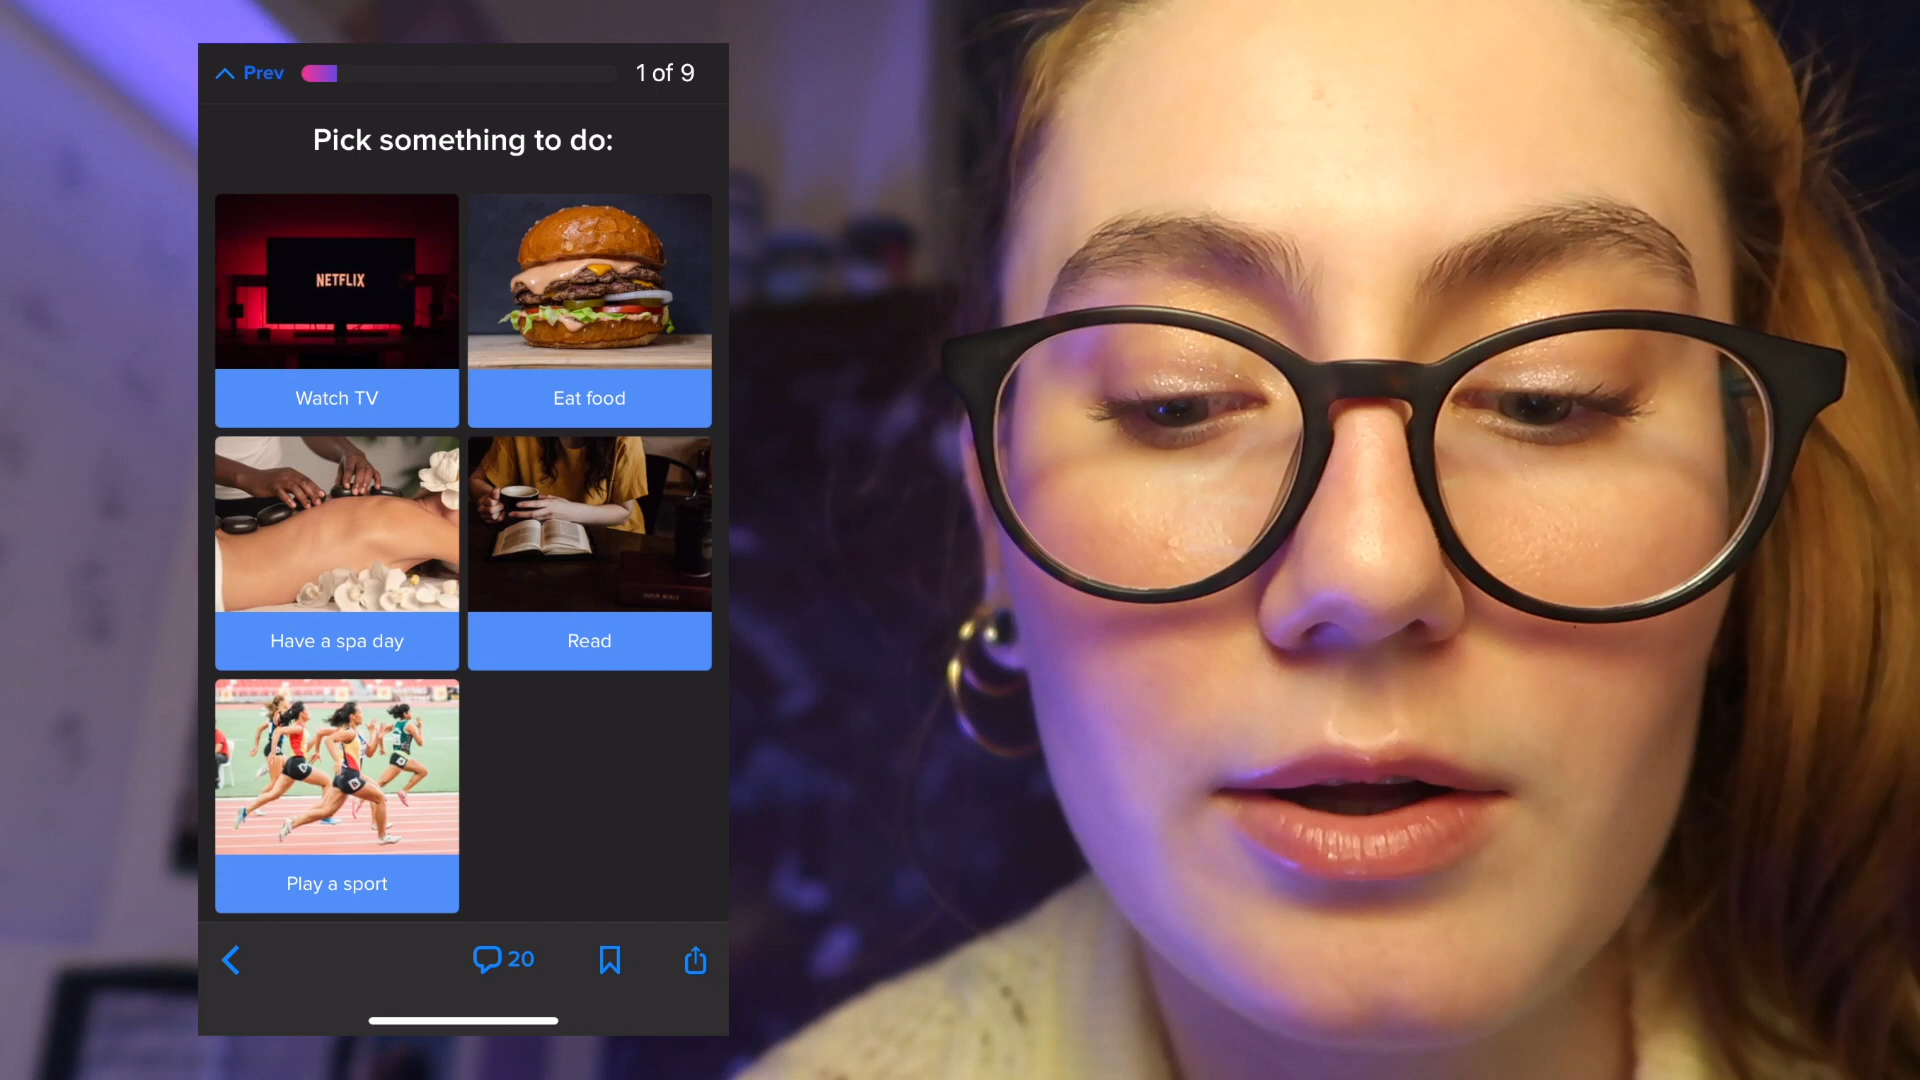 Prev
1 of 9
Pick something to do:
NETFLIX
Watch TV
Eat food
Have a spa day
Read
Play a sport
20